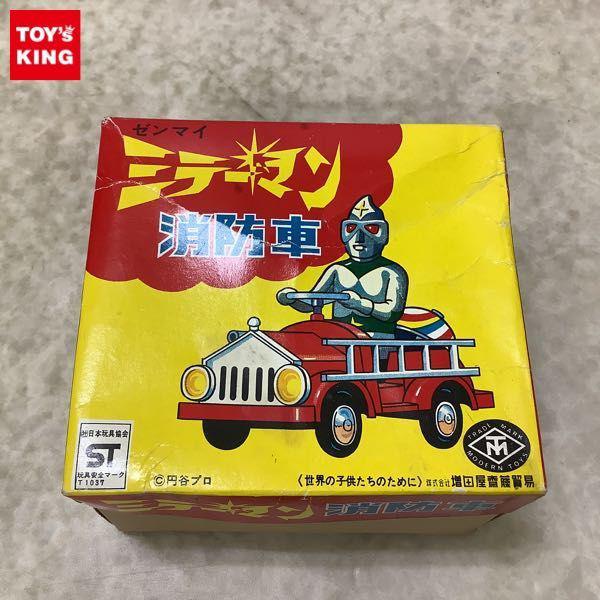 TOY's
KING
ゼンマイ
ミラーマン
消防車
TRADE MARK
TM
MODERN TOYS
(社)日本玩具協会
ST
玩具安全マーク
T1037
©円谷プロ
〈世界の子供たちのために〉株式会社増田屋齋藤貿易
ミラーマン 消防車